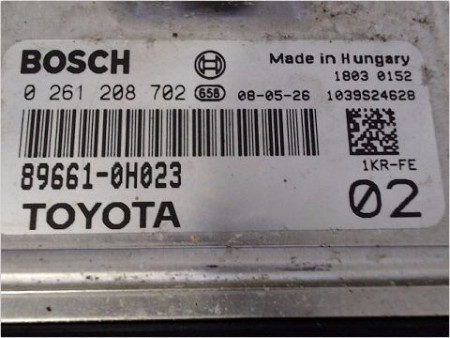 BOSCH Made in Hungary
1803 0152
0 261 208 702 658 08-05-26 1039S24628
89661-0H023 1KR-FE
TOYOTA 02